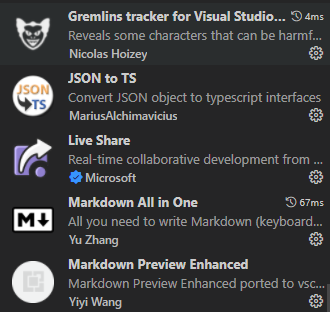 Gremlins tracker for Visual Studio... 4ms
Reveals some characters that can be harmf...
Nicolas Hoizey
JSON
TS
JSON to TS
Convert JSON object to typescript interfaces
MariusAlchimavicius
Live Share
Real-time collaborative development from ...
Microsoft
M
Markdown All in One 67ms
All you need to write Markdown (keyboard...
Yu Zhang
Markdown Preview Enhanced
Markdown Preview Enhanced ported to vsc...
Yiyi Wang